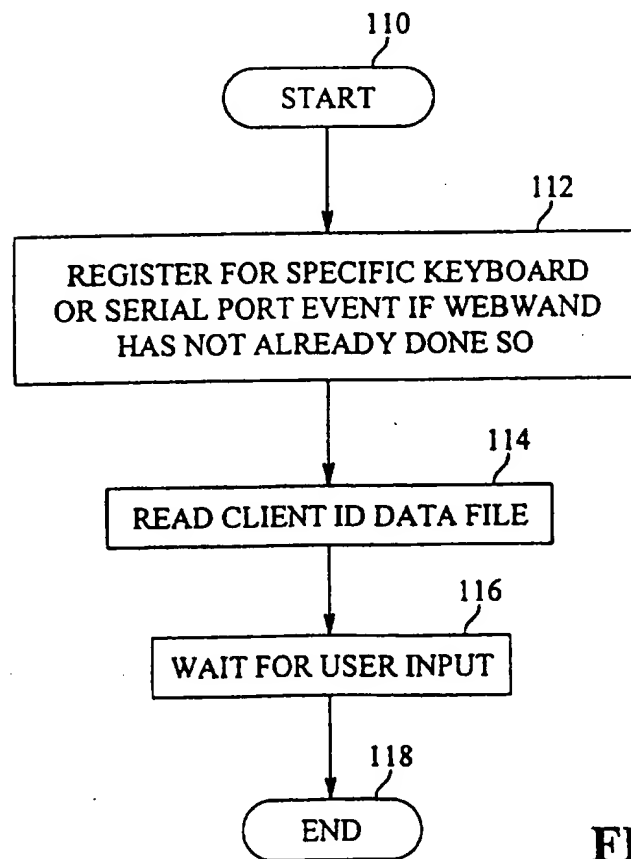 110
START
112
REGISTER FOR SPECIFIC KEYBOARD
OR SERIAL PORT EVENT IF WEBWAND
HAS NOT ALREADY DONE SO
114
READ CLIENT ID DATA FILE
116
WAIT FOR USER INPUT
118
END